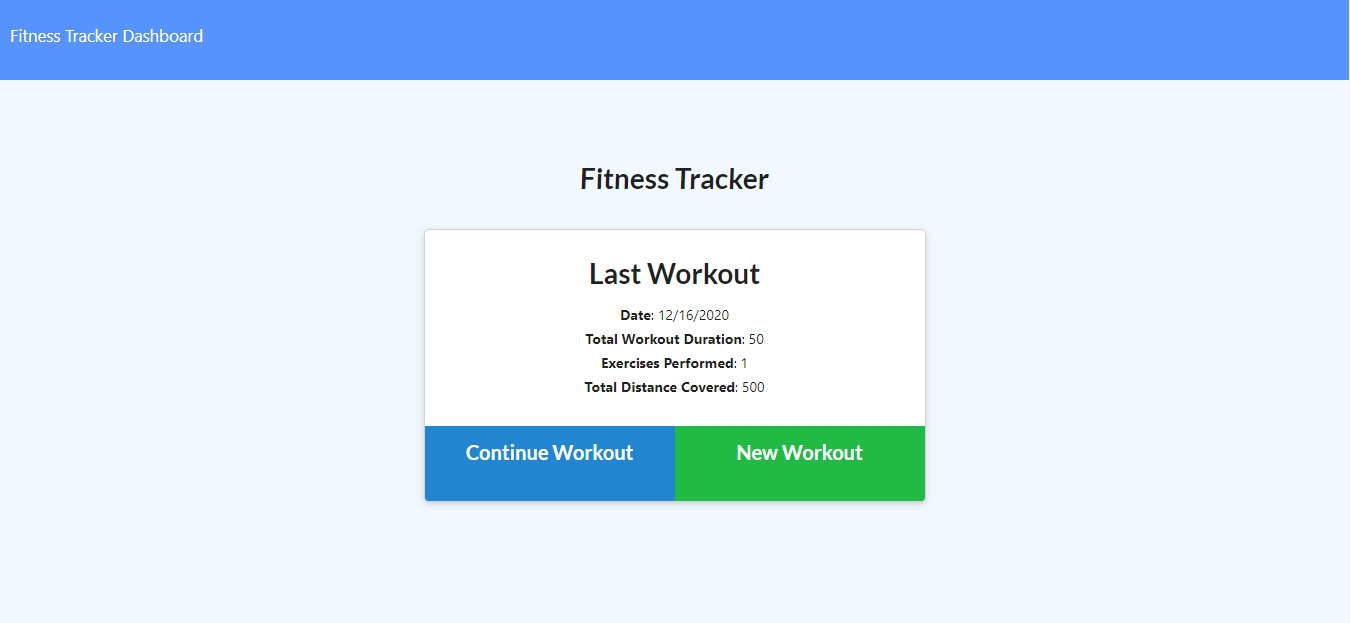 Fitness Tracker Dashboard
Fitness Tracker
Last Workout
Date: 12/16/2020
Total Workout Duration: 50
Exercises Performed: 1
Total Distance Covered: 500
Continue Workout
New Workout